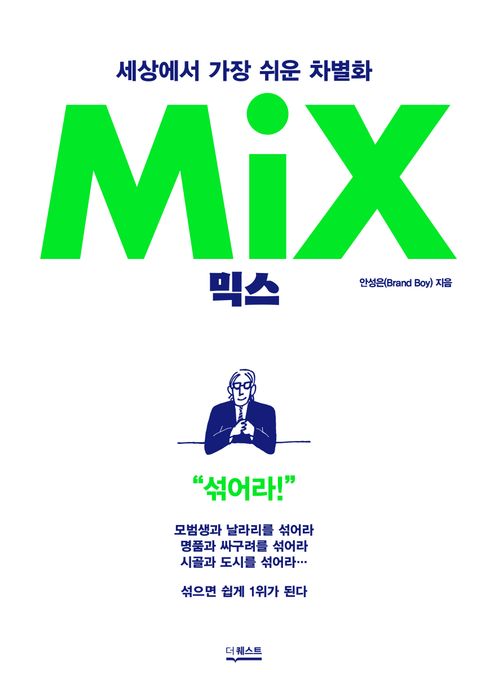 세상에서 가장 쉬운 차별화
MiX
믹스
안성은(Brand Boy) 지음
“섞어라!”
모범생과 날라리를 섞어라
명품과 싸구려를 섞어라
시골과 도시를 섞어라…
섞으면 쉽게 1위가 된다
더 퀘스트